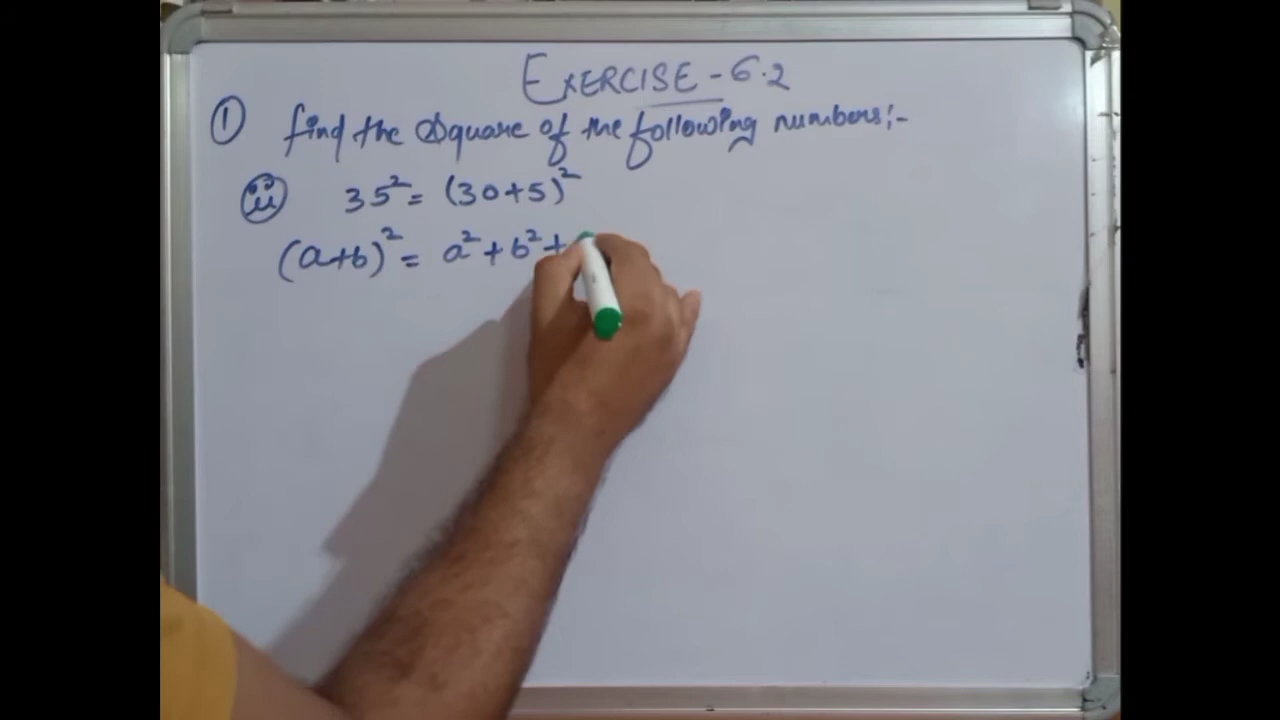 EXERCISE - 6.2
① find the square of the following numbers:-
ii 35² = (30+5)²
(a+b)² = a² + b² +